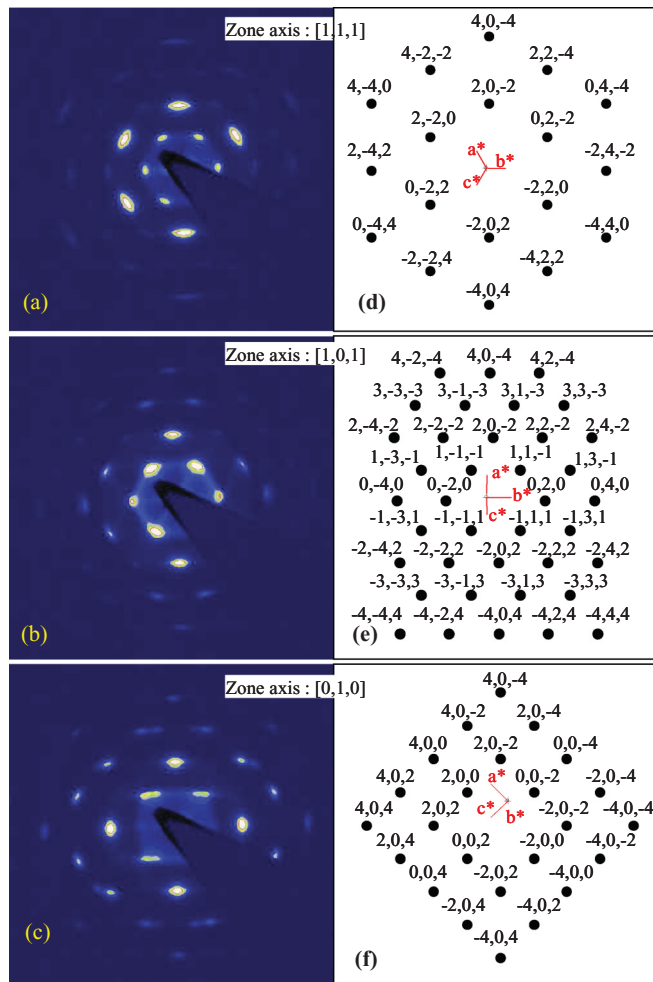 Zone axis : [1,1,1]
4,0,-4
4,-2,-2 2,2,-4
4,-4,0 2,0,-2 0,4,-4
2,-2,0 0,2,-2
2,-4,2 a* b* -2,4,-2
c*
0,-2,2 -2,2,0
0,-4,4 -2,0,2 -4,4,0
-2,-2,4 -4,2,2
-4,0,4
(a) (d)
Zone axis : [1,0,1]
4,-2,-4 4,0,-4 4,2,-4
3,-3,-3 3,-1,-3 3,1,-3 3,3,-3
2,-4,-2 2,-2,-2 2,0,-2 2,2,-2 2,4,-2
1,-3,-1 1,-1,-1 1,1,-1 1,3,-1
a*
0,-4,0 0,-2,0 b* 0,2,0 0,4,0
c*
-1,-3,1 -1,-1,1 -1,1,1 -1,3,1
-2,-4,2 -2,-2,2 -2,0,2 -2,2,2 -2,4,2
-3,-3,3 -3,-1,3 -3,1,3 -3,3,3
-4,-4,4 -4,-2,4 -4,0,4 -4,2,4 -4,4,4
(b) (e)
Zone axis : [0,1,0]
4,0,-4
4,0,-2 2,0,-4
4,0,0 2,0,-2 0,0,-4
a*
4,0,2 2,0,0 0,0,-2 -2,0,-4
4,0,4 2,0,2 c* b* -2,0,-2 -4,0,-4
2,0,4 0,0,2 -2,0,0 -4,0,-2
0,0,4 -2,0,2 -4,0,0
-2,0,4 -4,0,2
-4,0,4
(c) (f)